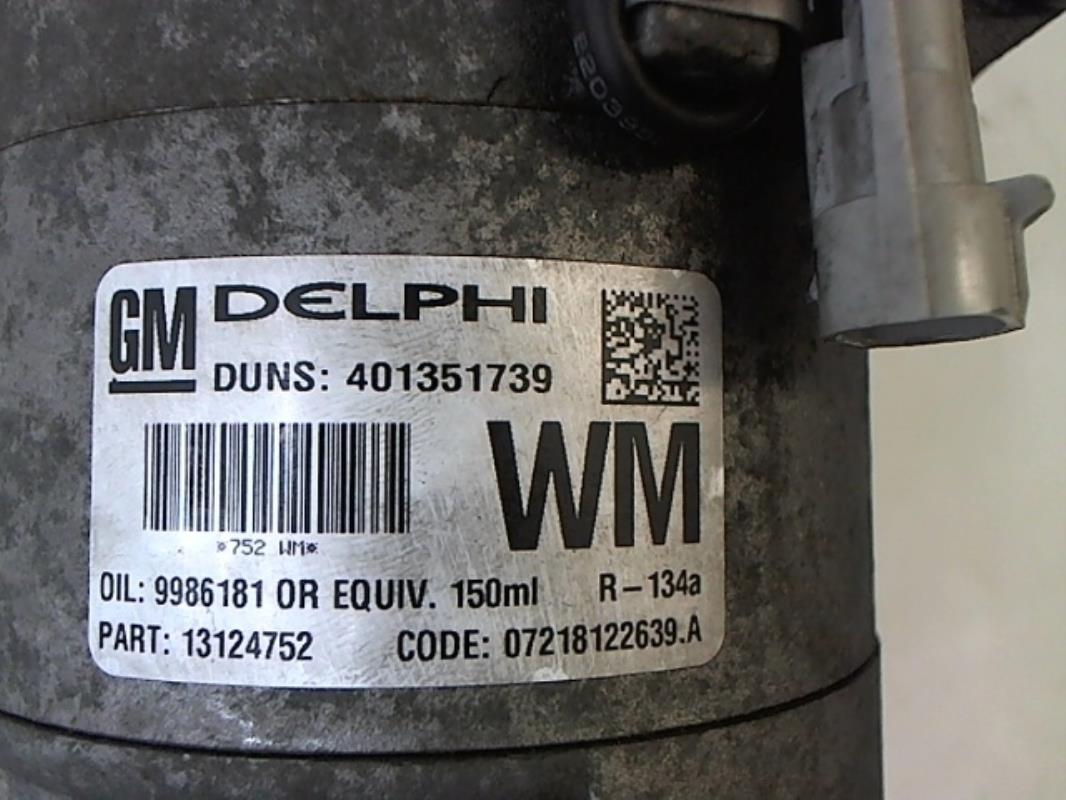 GM DELPHI
DUNS: 401351739
WM
*752 WM*
OIL: 9986181 OR EQUIV. 150ml R-134a
PART: 13124752 CODE: 07218122639.A